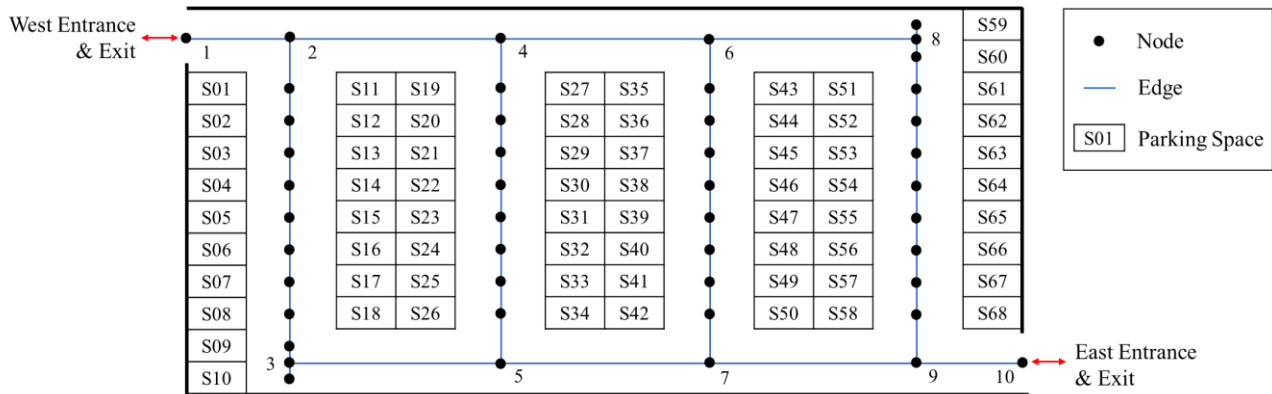 West Entrance
& Exit
1 2 4 6 8 S59
S60
S01 S11 S19 S27 S35 S43 S51 S61
S02 S12 S20 S28 S36 S44 S52 S62
S03 S13 S21 S29 S37 S45 S53 S63
S04 S14 S22 S30 S38 S46 S54 S64
S05 S15 S23 S31 S39 S47 S55 S65
S06 S16 S24 S32 S40 S48 S56 S66
S07 S17 S25 S33 S41 S49 S57 S67
S08 S18 S26 S34 S42 S50 S58 S68
S09
S10
3 5 7 9 10
East Entrance
& Exit
Node
Edge
S01 Parking Space